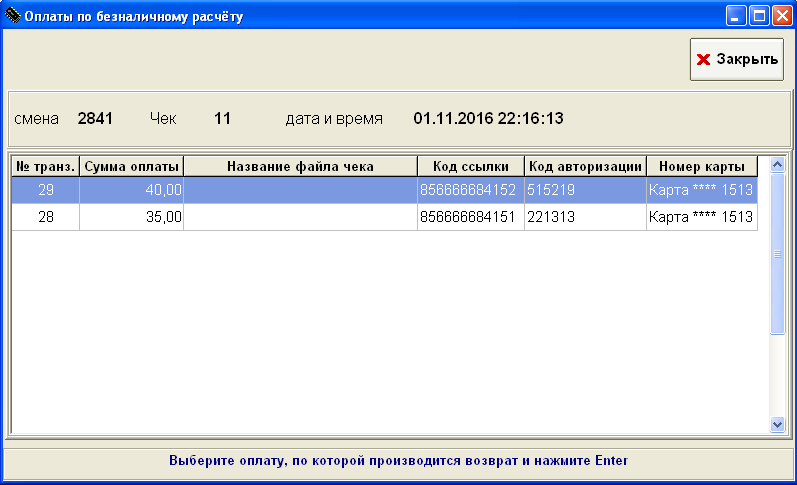 Оплаты по безналичному расчёту
Закрыть
смена 2841 Чек 11 дата и время 01.11.2016 22:16:13
№ транз. Сумма оплаты Название файла чека Код ссылки Код авторизации Номер карты
29 40,00 856666684152 515219 Карта **** 1513
28 35,00 856666684151 221313 Карта **** 1513
Выберите оплату, по которой производится возврат и нажмите Enter